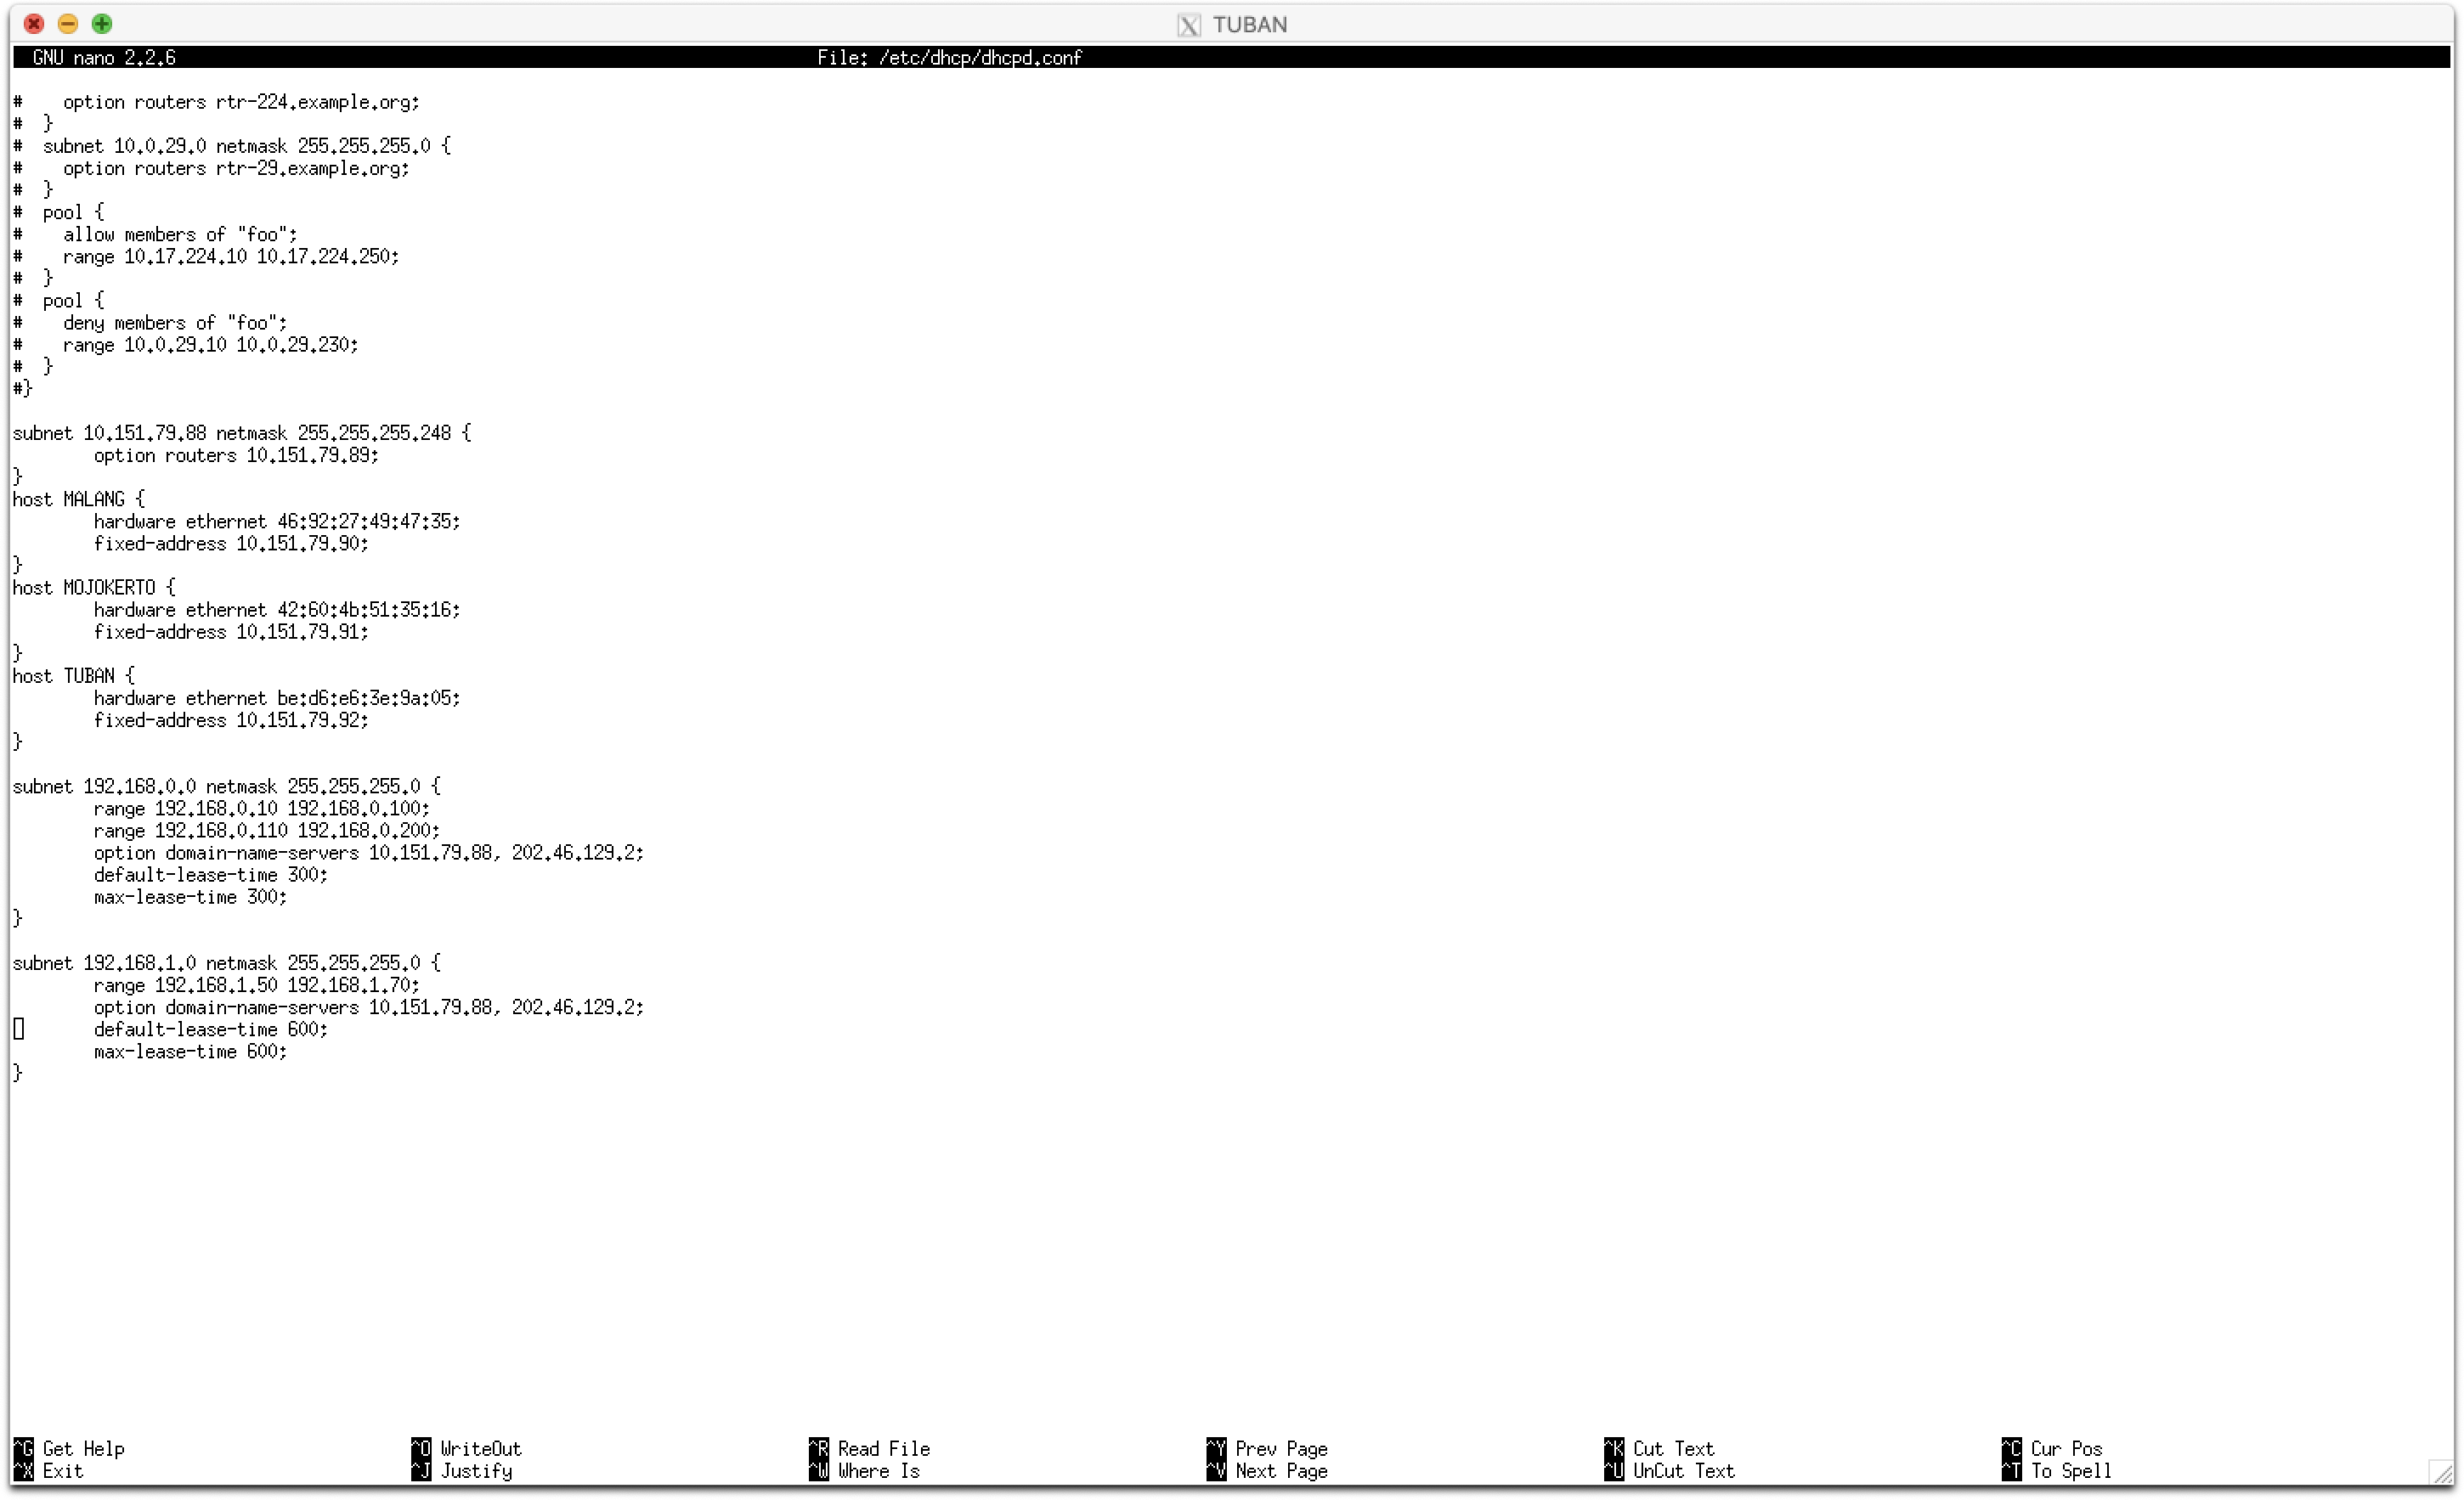 TUBAN
GNU nano 2.2.6 File: /etc/dhcp/dhcpd.conf
#    option routers rtr-224.example.org;
#  }
#  subnet 10.0.29.0 netmask 255.255.255.0 {
#    option routers rtr-29.example.org;
#  }
#  pool {
#    allow members of "foo";
#    range 10.17.224.10 10.17.224.250;
#  }
#  pool {
#    deny members of "foo";
#    range 10.0.29.10 10.0.29.230;
#  }
#}
subnet 10.151.79.88 netmask 255.255.255.248 {
        option routers 10.151.79.89;
}
host MALANG {
        hardware ethernet 46:92:27:49:47:35;
        fixed-address 10.151.79.90;
}
host MOJOKERTO {
        hardware ethernet 42:60:4b:51:35:16;
        fixed-address 10.151.79.91;
}
host TUBAN {
        hardware ethernet be:d6:e6:3e:9a:05;
        fixed-address 10.151.79.92;
}
subnet 192.168.0.0 netmask 255.255.255.0 {
        range 192.168.0.10 192.168.0.100;
        range 192.168.0.110 192.168.0.200;
        option domain-name-servers 10.151.79.88, 202.46.129.2;
        default-lease-time 300;
        max-lease-time 300;
}
subnet 192.168.1.0 netmask 255.255.255.0 {
        range 192.168.1.50 192.168.1.70;
        option domain-name-servers 10.151.79.88, 202.46.129.2;
        default-lease-time 600;
        max-lease-time 600;
}
^G Get Help ^O WriteOut ^R Read File ^Y Prev Page ^K Cut Text ^C Cur Pos
^X Exit ^J Justify ^W Where Is ^V Next Page ^U UnCut Text ^T To Spell